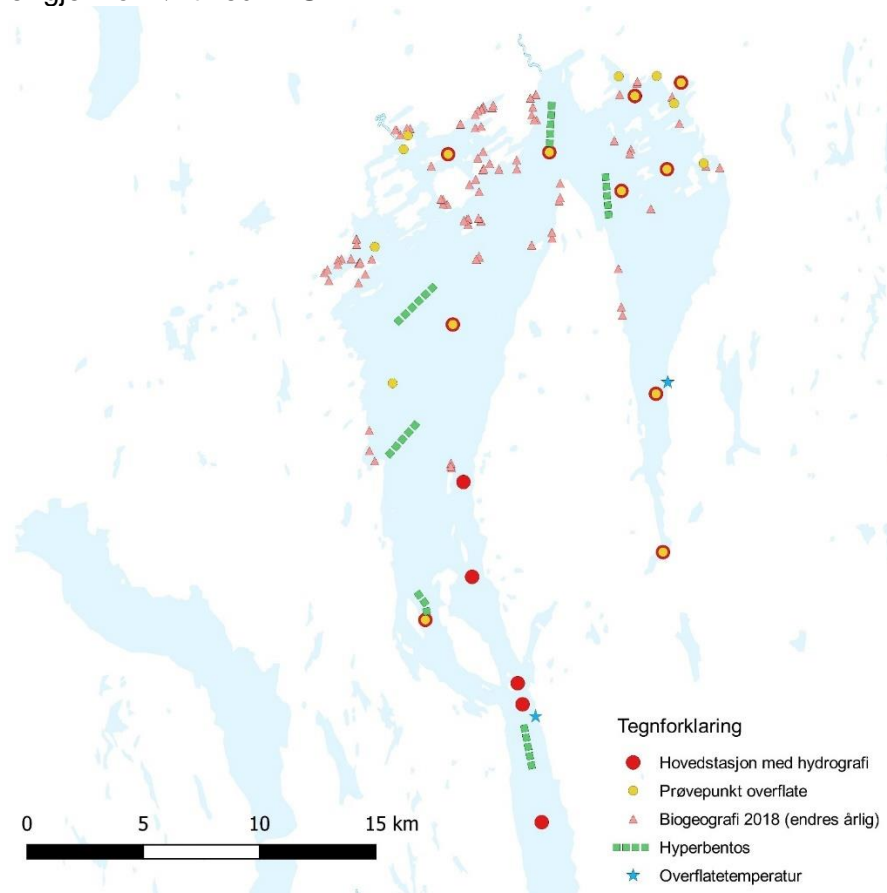 Tegnforklaring
Hovedstasjon med hydrografi
Prøvepunkt overflate
Biogeografi 2018 (endres årlig)
Hyperbentos
Overflatetemperatur
0 5 10 15 km